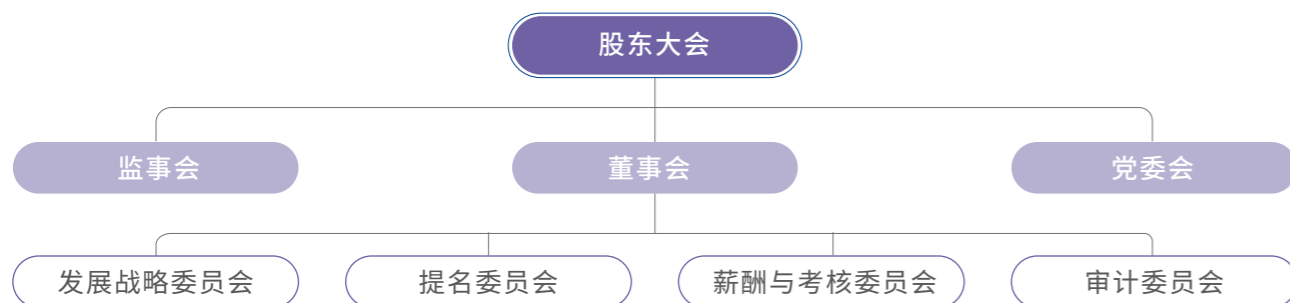 股东大会
监事会
董事会
党委会
发展战略委员会
提名委员会
薪酬与考核委员会
审计委员会